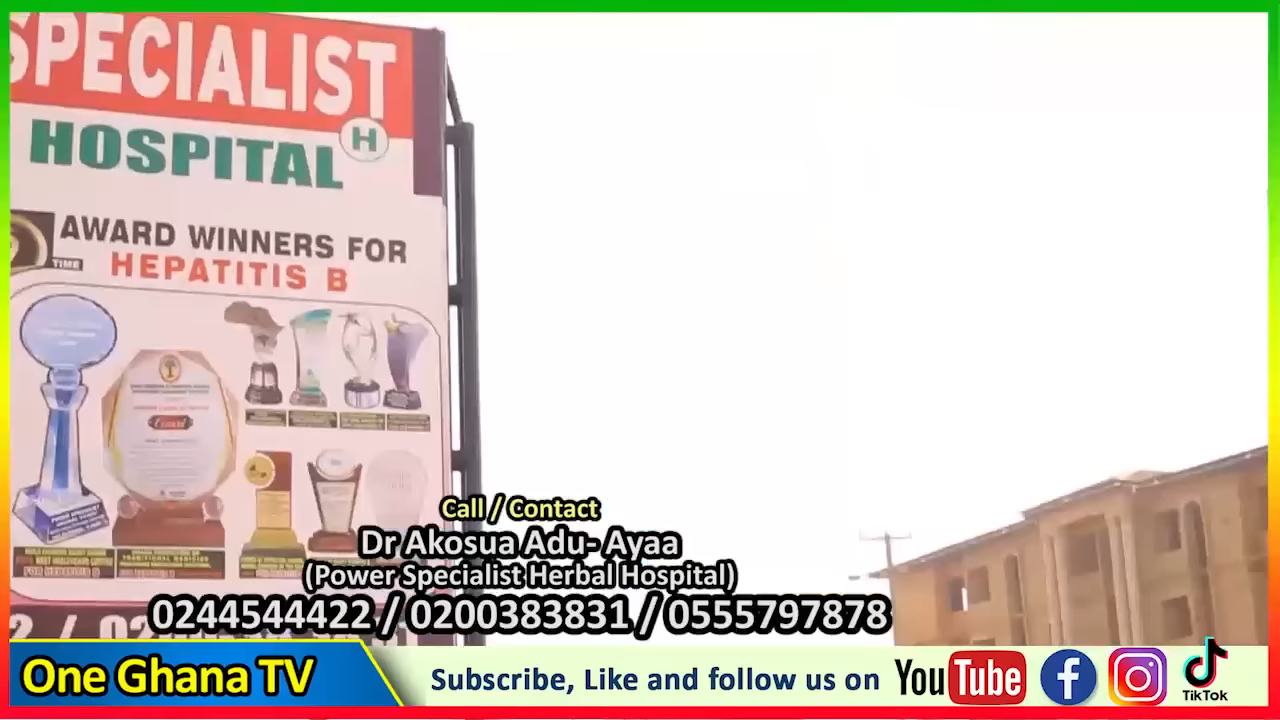 SPECIALIST
HOSPITAL
H
AWARD WINNERS FOR
TIME
HEPATITIS B
Call / Contact
Dr Akosua Adu- Ayaa
(Power Specialist Herbal Hospital)
0244544422 / 0200383831 / 0555797878
One Ghana TV
Subscribe, Like and follow us on
YouTube
TikTok